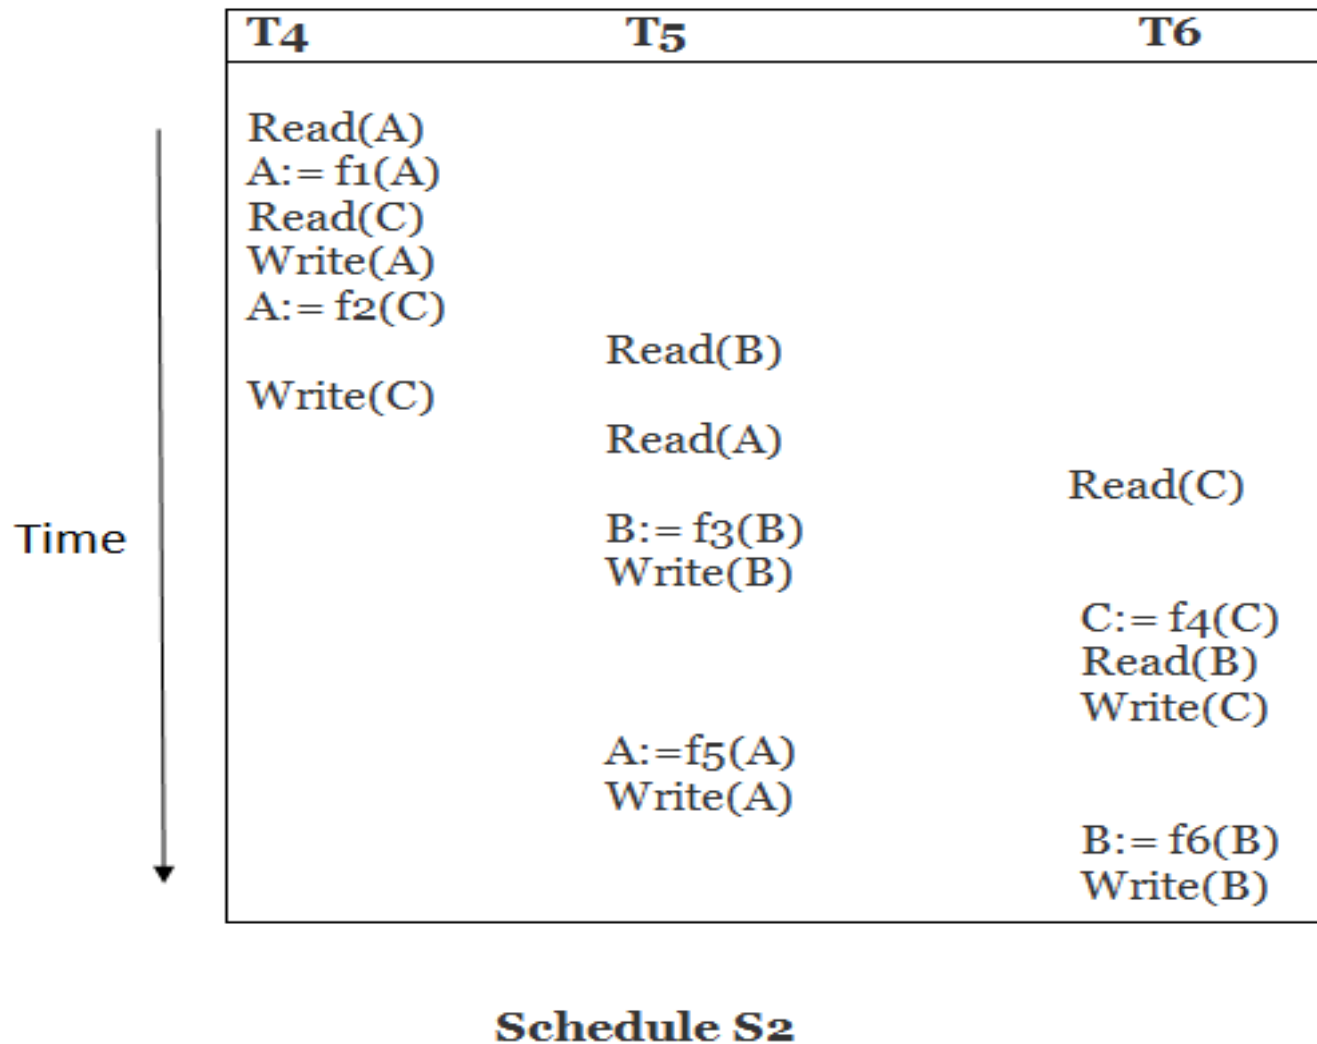 T4 T5 T6
Read(A)
A:= f1(A)
Read(C)
Write(A)
A:= f2(C)
Read(B)
Write(C)
Read(A)
Read(C)
Time
B:= f3(B)
Write(B)
C:= f4(C)
Read(B)
Write(C)
A:=f5(A)
Write(A)
B:= f6(B)
Write(B)
Schedule S2